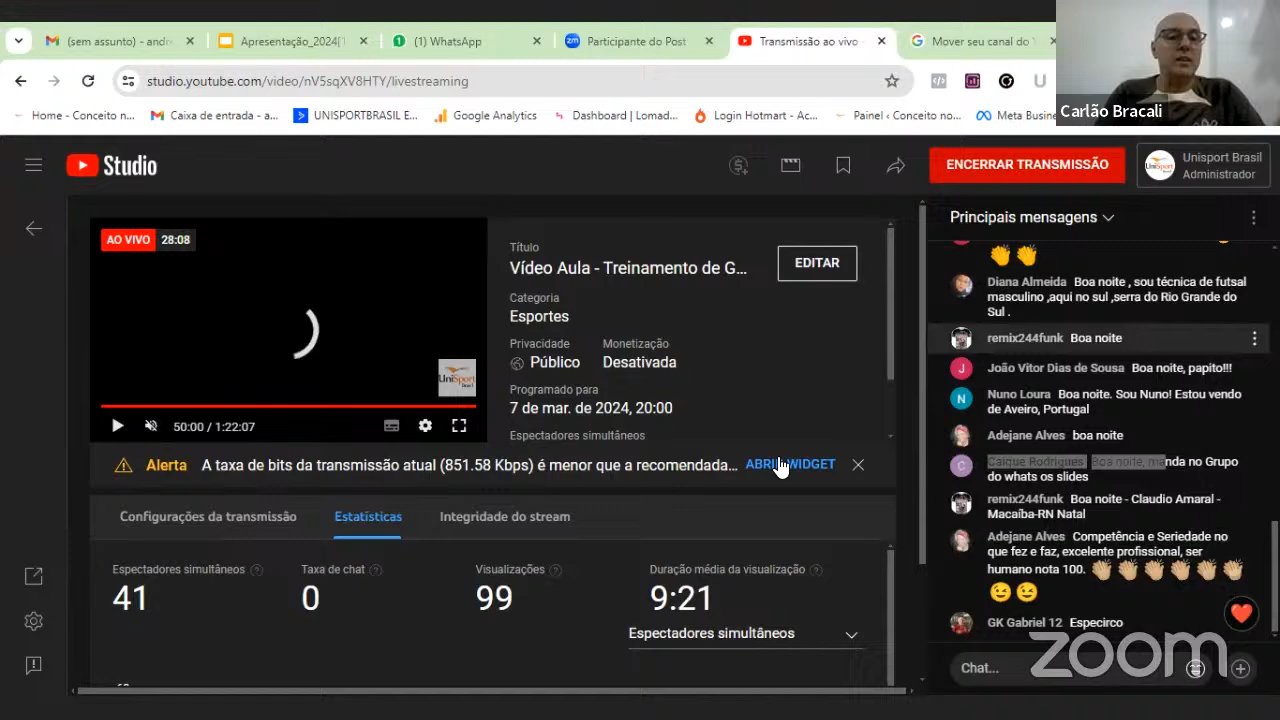 (sem assunto) - andr
Apresentação_2024(1
(1) WhatsApp
Participante do Post
Transmissão ao vivo
Mover seu canal do
studio.youtube.com/video/nV5sqXV8HTY/livestreaming
Home - Conceito n...
Caixa de entrada - a...
UNISPORTBRASIL E...
Google Analytics
Dashboard | Lomad...
Login Hotmart - Ac...
Painel ‹ Conceito no...
Meta Busine
Carlão Bracali
Studio
ENCERRAR TRANSMISSÃO
Unisport Brasil
Administrador
AO VIVO 28:08
UniSport
Brasil
50:00 / 1:22:07
Título
Vídeo Aula - Treinamento de G...
EDITAR
Categoria
Esportes
Privacidade
Público
Monetização
Desativada
Programado para
7 de mar. de 2024, 20:00
Espectadores simultâneos
Alerta A taxa de bits da transmissão atual (851.58 Kbps) é menor que a recomendada...
ABRIR WIDGET
Configurações da transmissão
Estatísticas
Integridade do stream
Espectadores simultâneos
41
Taxa de chat
0
Visualizações
99
Duração média da visualização
9:21
Espectadores simultâneos
Principais mensagens
Diana Almeida Boa noite , sou técnica de futsal
masculino ,aqui no sul ,serra do Rio Grande do
Sul .
remix244funk Boa noite
João Vitor Dias de Sousa Boa noite, papito!!!
Nuno Loura Boa noite. Sou Nuno! Estou vendo
de Aveiro, Portugal
Adejane Alves boa noite
Caique Rodrigues Boa noite, manda no Grupo
do whats os slides
remix244funk Boa noite - Claudio Amaral -
Macaíba-RN Natal
Adejane Alves Competência e Seriedade no
que fez e faz, excelente profissional, ser
humano nota 100. 👏🏼👏🏼👏🏼👏🏼👏🏼👏🏼
😉😉
GK Gabriel 12 Especirco
Chat...
zoom